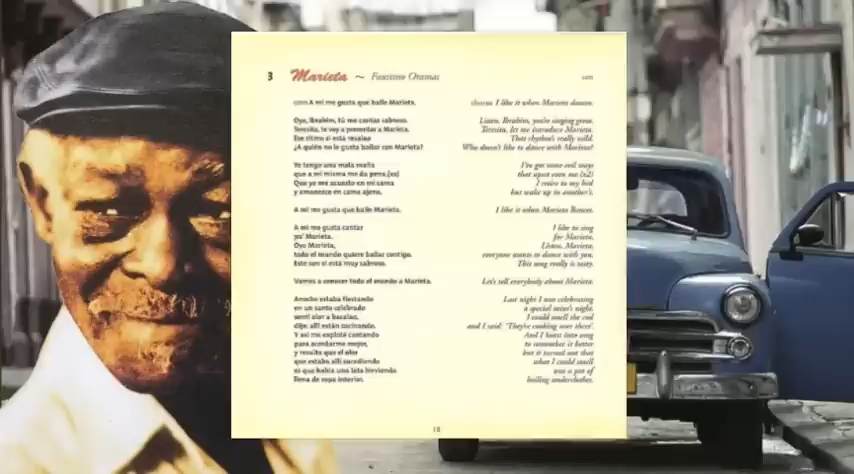 3 Marieta ~ Faustino Oramas son
coro A mí me gusta que baile Marieta.
Oye, Ibrahím, tú me cantas sabroso.
Teresita, te voy a presentar a Marieta.
Ese ritmo sí está
¿A quién no le gusta bailar con Marieta?
Yo tengo una mala maña
que a mí misma me da pena.(x2)
Que yo me acuesto en mi cama
y amanezco en cama ajena.
A mí me gusta que baile Marieta.
A mí me gusta cantar
pa' Marieta.
Oye Marieta,
todo el mundo quiere bailar contigo.
Este son sí está muy sabroso.
Vamos a conocer todo el mundo a Marieta.
Anoche estaba fiestando
en un santo celebrado
sentí olor a bacalao,
dije: allí están cocinando.
Y así me exploté cantando
para acordarme mejor,
y resulta que el olor
que estaba allí sucediendo
es que había una lata hirviendo
llena de ropa interior.
chorus I like it when Marieta dances.
Listen, Ibrahim, you're singing great.
Teresita, let me introduce Marieta.
That rhythm's really wild.
Who doesn't like to dance with Marieta?
I've got some evil ways
that upset even me (x2)
I retire to my bed
but wake up in another's.
I like it when Marieta Dances.
I like to sing
for Marieta.
Listen, Marieta,
everyone wants to dance with you.
This song really is tasty.
Let's tell everybody about Marieta.
Last night I was celebrating
a special saint's night.
I could smell the cod
and I said: 'They're cooking over there'.
And I burst into song
to remember it better
but it turned out that
what I could smell
was a pot of
boiling underclothes.
18